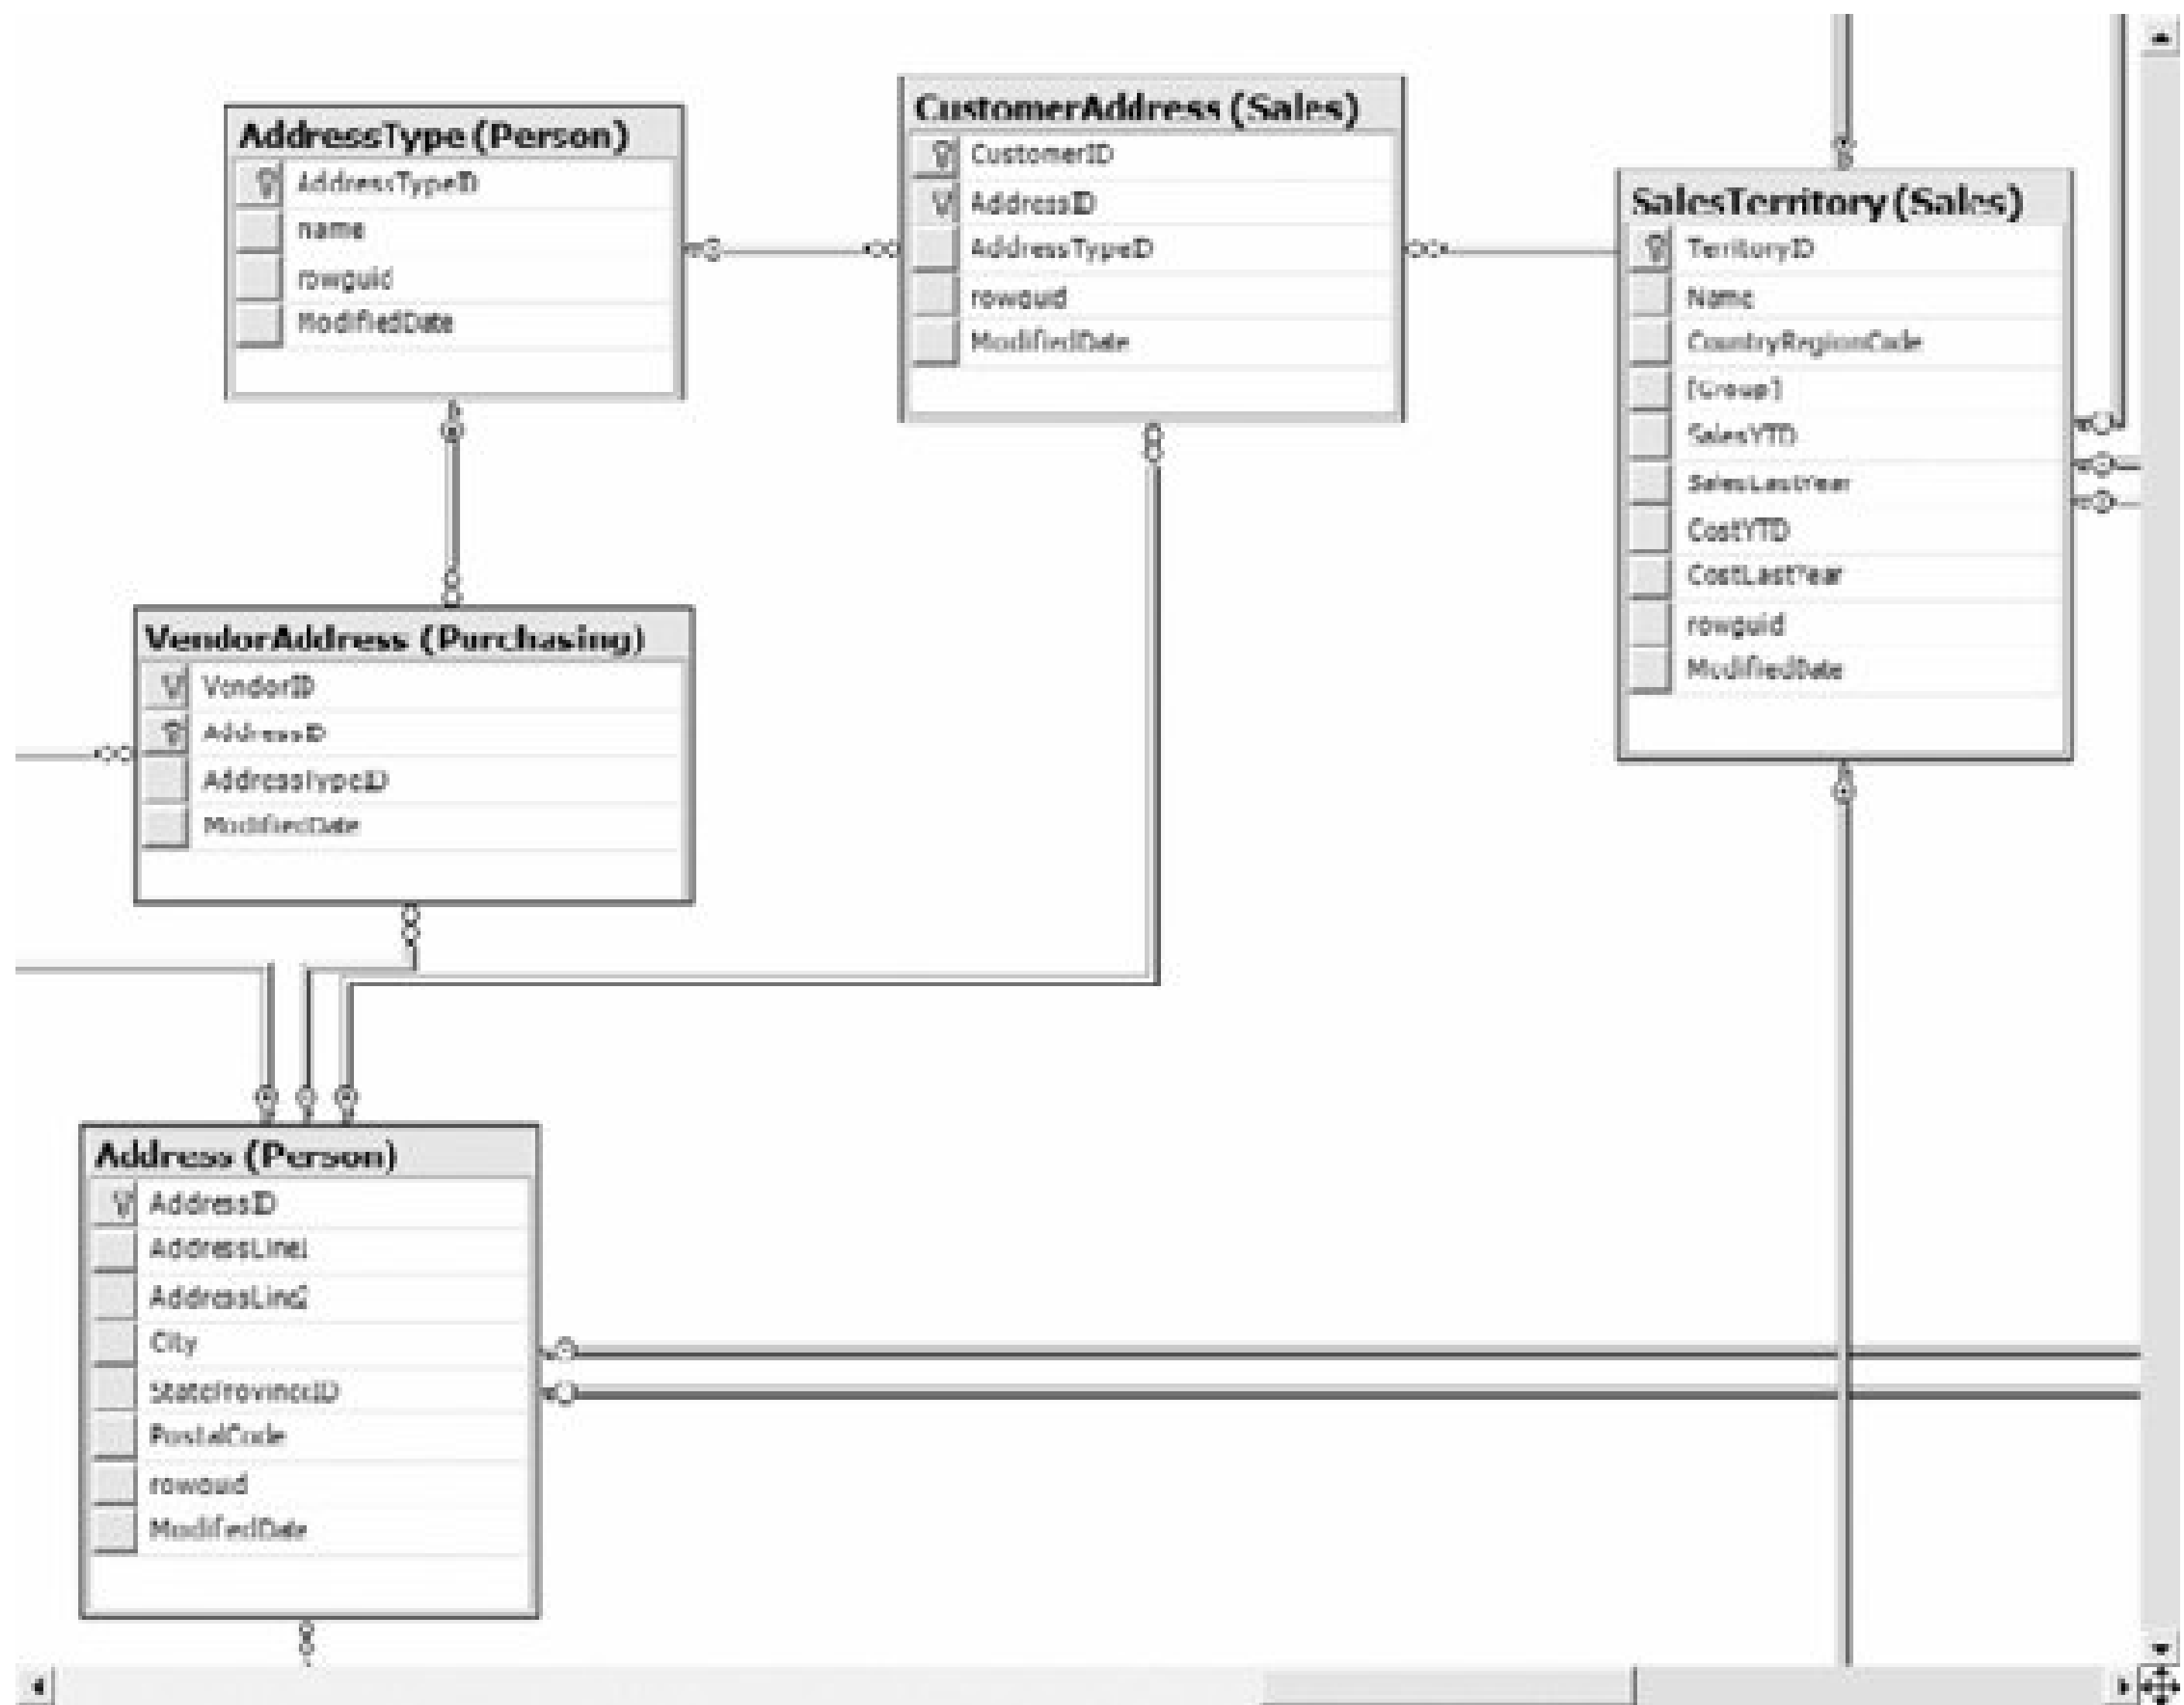 AddressType (Person)
AddressTypeID
name
rowguid
ModifiedDate
CustomerAddress (Sales)
CustomerID
AddressID
AddressTypeID
rowguid
ModifiedDate
SalesTerritory (Sales)
TerritoryID
Name
CountryRegionCode
[Group]
SalesYTD
SalesLastYear
CostYTD
CostLastYear
rowguid
ModifiedDate
VendorAddress (Purchasing)
VendorID
AddressID
AddressTypeID
ModifiedDate
Address (Person)
AddressID
AddressLine1
AddressLine2
City
StateProvinceID
PostalCode
rowguid
ModifiedDate